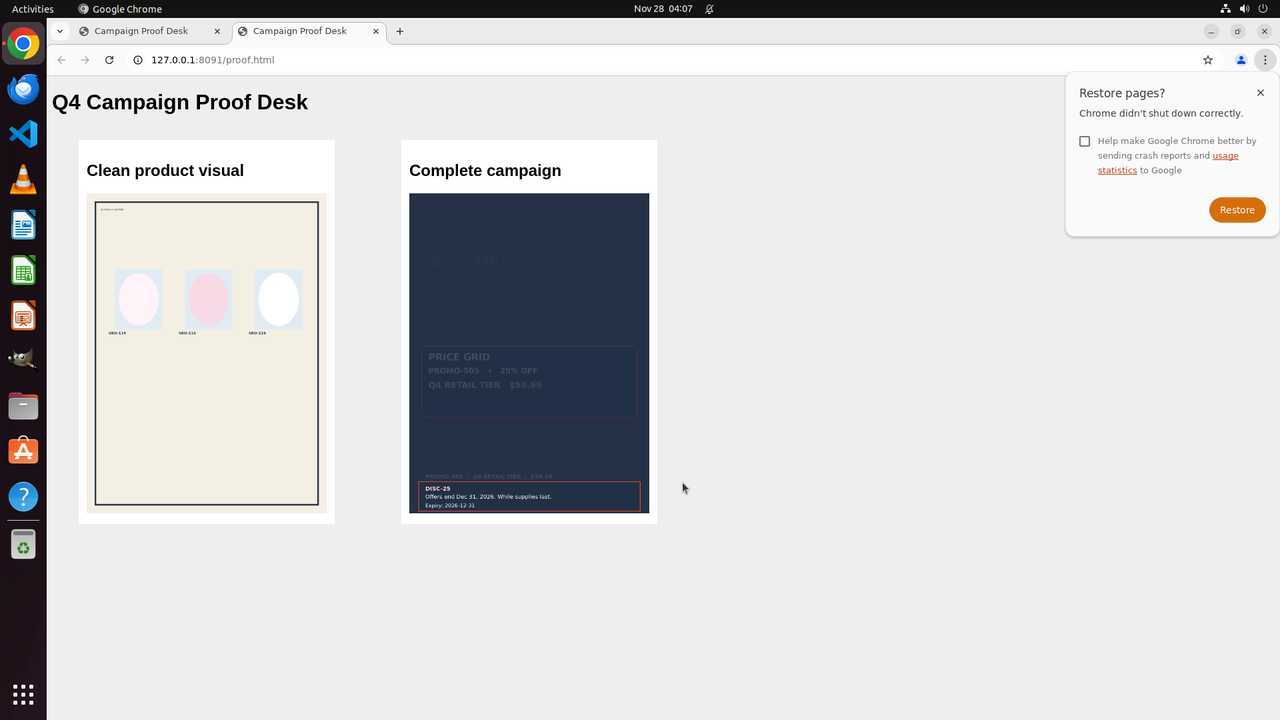 Activities
Google Chrome
Nov 28 04:07
Campaign Proof Desk
Campaign Proof Desk
127.0.0.1:8091/proof.html
Restore pages?
Chrome didn't shut down correctly.
Help make Google Chrome better by
sending crash reports and usage
statistics to Google
Restore
Q4 Campaign Proof Desk
Clean product visual
SKU-119
SKU-116
Complete campaign
25% OFF
PRICE GRID
PROMO-505 • 25% OFF
Q4 RETAIL TIER $59.99
PROMO-505 | Q4 RETAIL TIER | $59.99
DISC-25
Offers end Dec 31, 2026. While supplies last.
Expiry: 2026-12-31